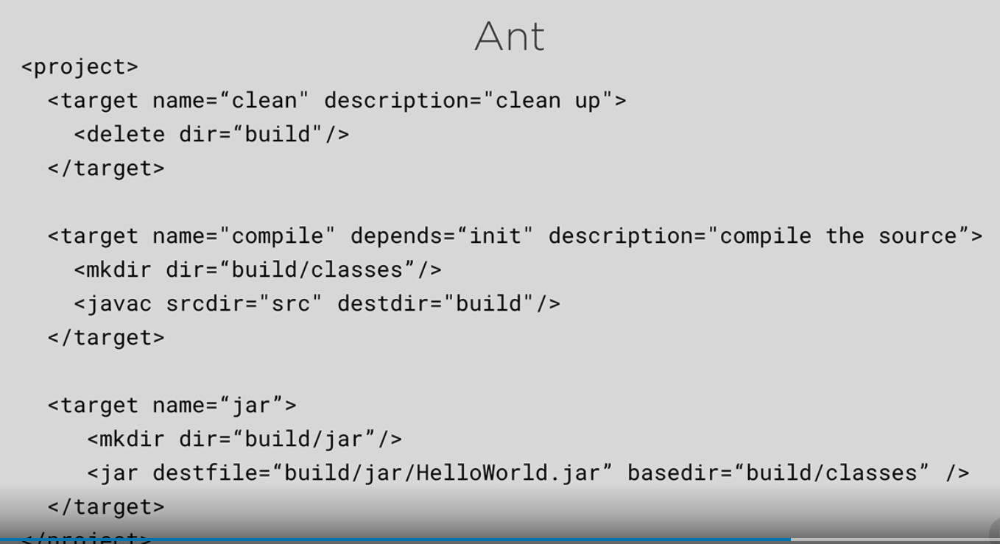 Ant
<project>
<target name=“clean" description="clean up">
<delete dir=“build"/>
</target>
<target name="compile" depends=“init" description="compile the source”>
<mkdir dir=“build/classes”/>
<javac srcdir="src" destdir="build"/>
</target>
<target name=“jar”>
<mkdir dir=“build/jar”/>
<jar destfile=“build/jar/HelloWorld.jar” basedir=“build/classes” />
</target>
</project>